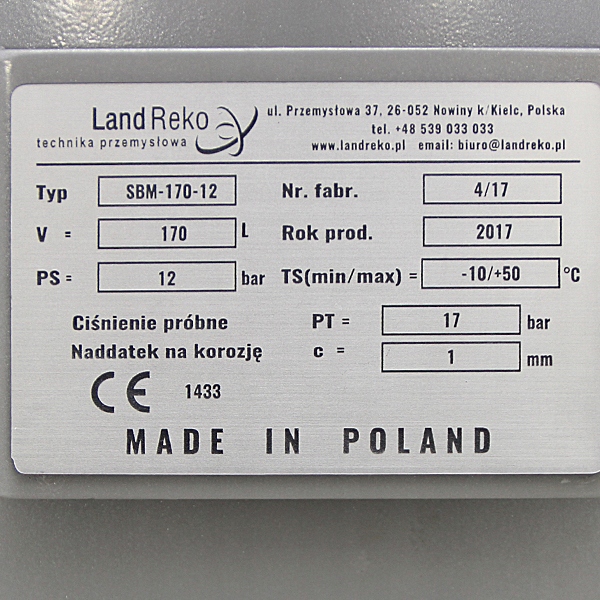 Land Reko
technika przemysłowa
ul. Przemysłowa 37, 26-052 Nowiny k/Kielc, Polska
tel. +48 539 033 033
www.landreko.pl email: biuro@landreko.pl
Typ SBM-170-12 Nr. fabr. 4/17
V = 170 L Rok prod. 2017
PS = 12 bar TS(min/max) = -10/+50 °C
Ciśnienie próbne PT = 17 bar
Naddatek na korozję c = 1 mm
CE 1433
MADE IN POLAND